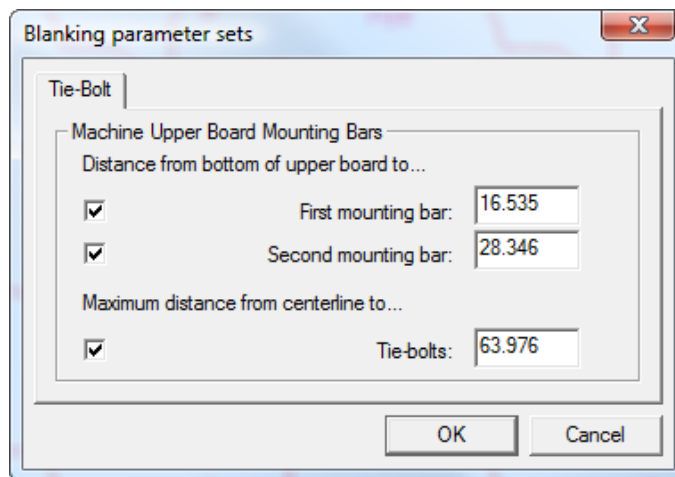 Blanking parameter sets
Tie-Bolt
Machine Upper Board Mounting Bars
Distance from bottom of upper board to...
First mounting bar: 16.535
Second mounting bar: 28.346
Maximum distance from centerline to...
Tie-bolts: 63.976
OK Cancel